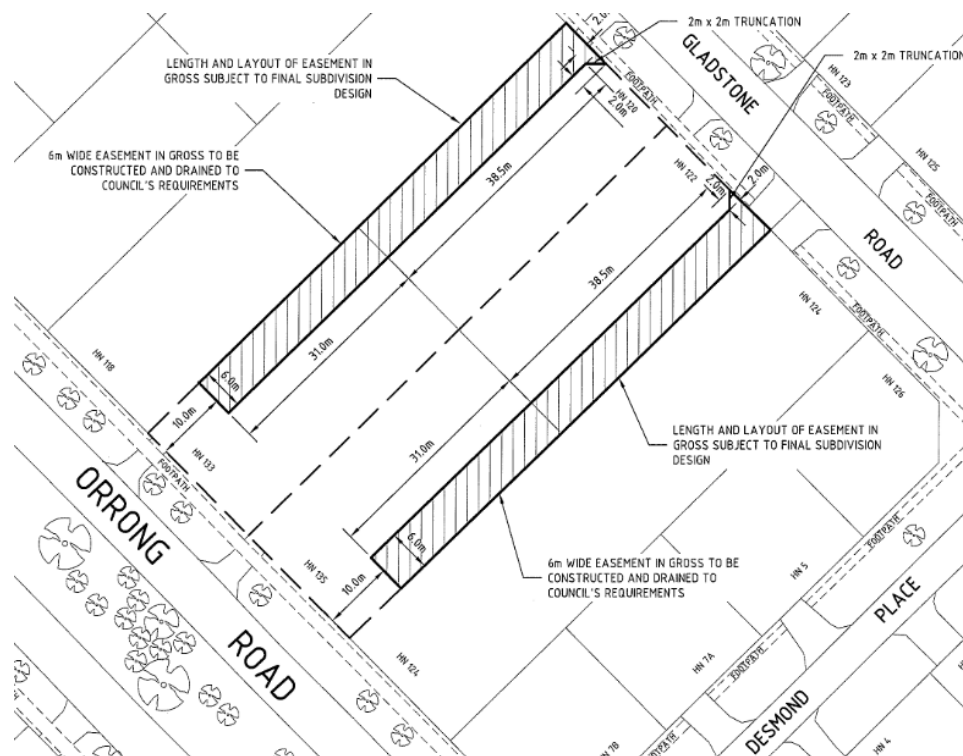 2m x 2m TRUNCATION
2m x 2m TRUNCATION
LENGTH AND LAYOUT OF EASEMENT IN
GROSS SUBJECT TO FINAL SUBDIVISION
DESIGN
6m WIDE EASEMENT IN GROSS TO BE
CONSTRUCTED AND DRAINED TO
COUNCIL'S REQUIREMENTS
GLADSTONE
ROAD
2.0m
2.0m
FOOTPATH
HN 120
HN 122
HN 123
FOOTPATH
HN 125
FOOTPATH
2.0m
2.0m
38.5m
38.5m
31.0m
31.0m
6.0m
6.0m
10.0m
10.0m
HN 118
HN 133
HN 135
HN 124
FOOTPATH
HN 124
FOOTPATH
HN 126
LENGTH AND LAYOUT OF EASEMENT IN
GROSS SUBJECT TO FINAL SUBDIVISION
DESIGN
6m WIDE EASEMENT IN GROSS TO BE
CONSTRUCTED AND DRAINED TO
COUNCIL'S REQUIREMENTS
ORRONG
ROAD
FOOTPATH
HN 5
HN 7A
FOOTPATH
HN 7B
HN 4
DESMOND
PLACE